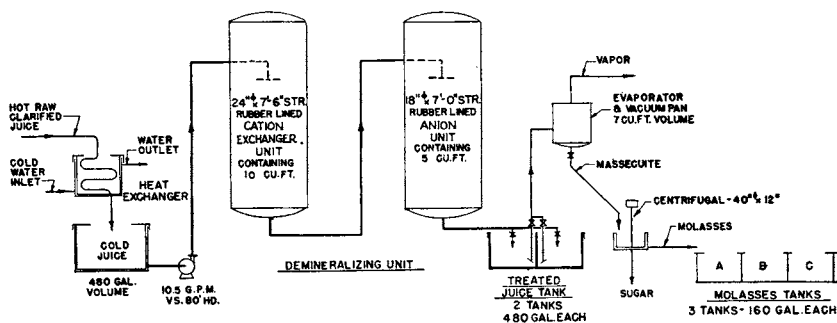 HOT RAW
CLARIFIED
JUICE
WATER
OUTLET
COLD
WATER
INLET
HEAT
EXCHANGER
COLD
JUICE
480 GAL.
VOLUME
10.5 G.P.M.
VS. 80' HD.
24"ϕ x 7'-6" STR.
RUBBER LINED
CATION
EXCHANGER
UNIT
CONTAINING
10 CU.FT.
DEMINERALIZING UNIT
18"ϕ x 7'-0" STR.
RUBBER LINED
ANION
UNIT
CONTAINING
5 CU.FT.
TREATED
JUICE TANK
2 TANKS
480 GAL. EACH
VAPOR
EVAPORATOR
& VACUUM PAN
7 CU.FT. VOLUME
MASSECUITE
CENTRIFUGAL - 40"ϕ x 12"
MOLASSES
SUGAR
A B C
MOLASSES TANKS
3 TANKS - 160 GAL. EACH